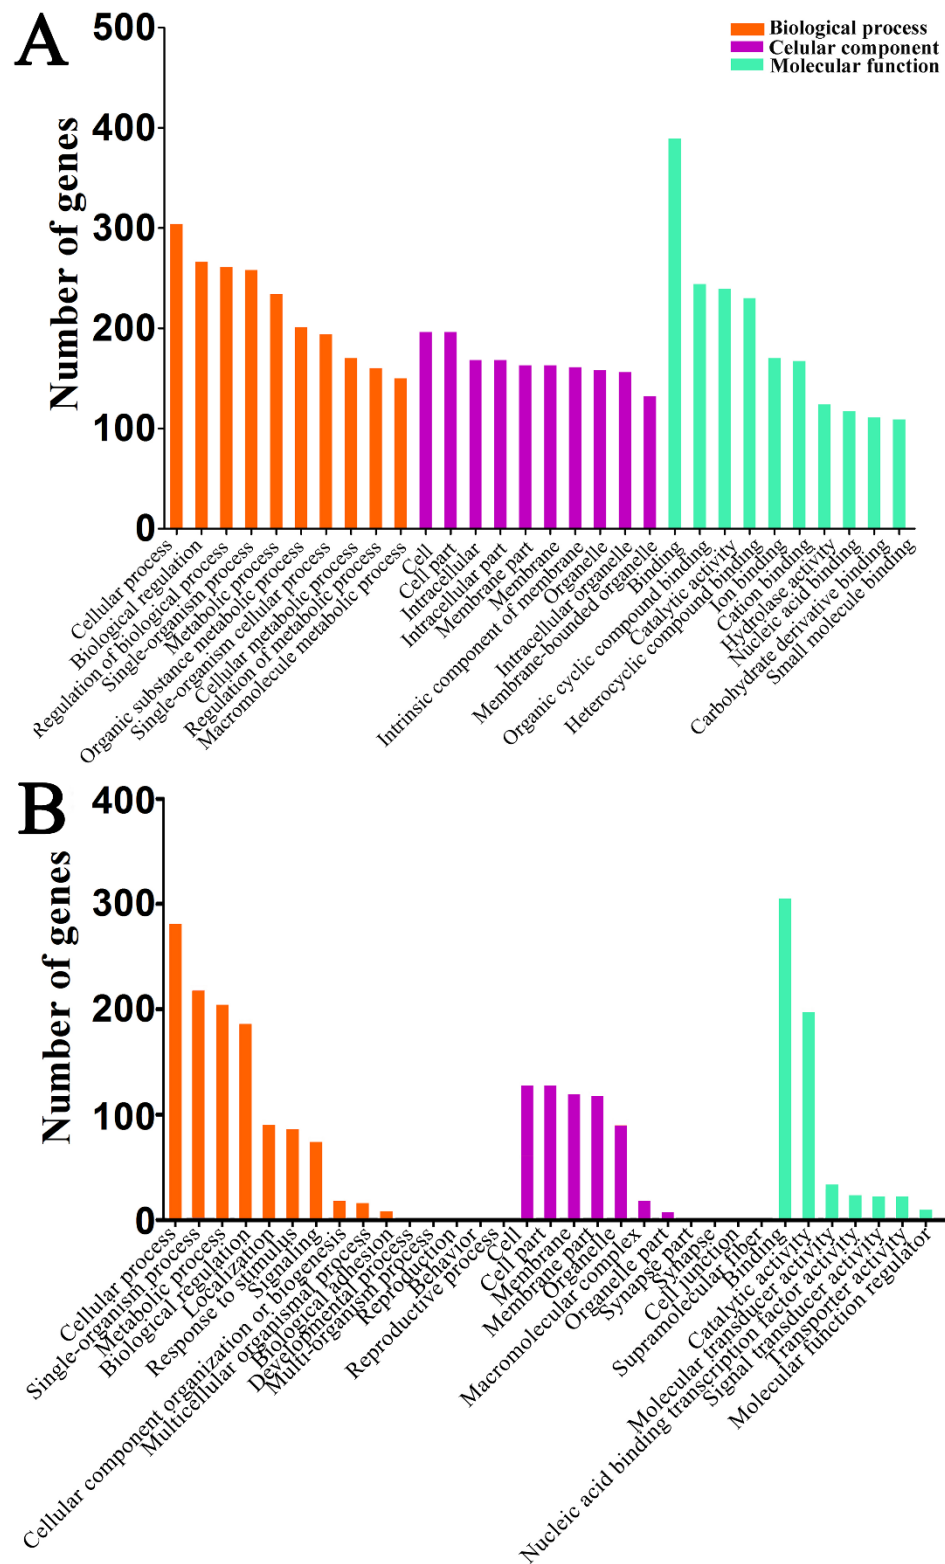 A
500
400
300
200
100
0
Number of genes
Biological process
Celular component
Molecular function
Cellular process
Biological regulation
Regulation of biological process
Single-organism process
Metabolic process
Organic substance metabolic process
Single-organism cellular process
Cellular metabolic process
Regulation of metabolic process
Macromolecule metabolic process
Cell
Cell part
Intracellular
Intracellular part
Membrane part
Membrane
Intrinsic component of membrane
Organelle
Intracellular organelle
Membrane-bounded organelle
Binding
Organic cyclic compound binding
Catalytic activity
Heterocyclic compound binding
Ion binding
Cation binding
Hydrolase activity
Nucleic acid binding
Carbohydrate derivative binding
Small molecule binding
B
400
300
200
100
0
Number of genes
Cellular process
Single-organism process
Metabolic process
Biological regulation
Localization
Response to stimulus
Signaling
Cellular component organization or biogenesis
Multicellular organismal process
Biological adhesion
Developmental process
Multi-organism process
Reproduction
Behavior
Reproductive process
Cell
Cell part
Membrane
Membrane part
Organelle
Macromolecular complex
Organelle part
Synapse part
Synapse
Cell junction
Supramolecular fiber
Binding
Catalytic activity
Molecular transducer activity
Nucleic acid binding transcription factor activity
Signal transducer activity
Transporter activity
Molecular function regulator